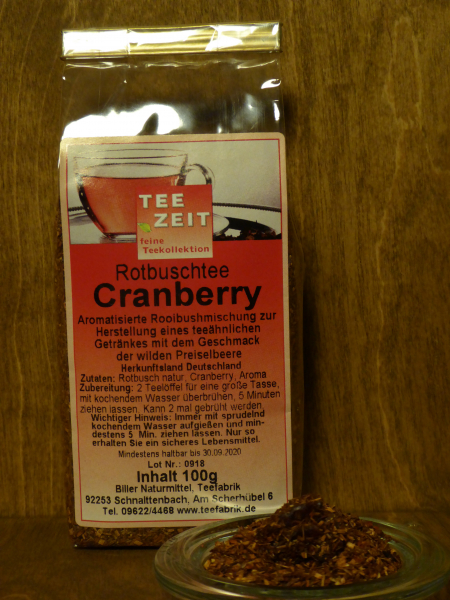 TEE
ZEIT
feine
Teekollektion
Rotbuschtee
Cranberry
Aromatisierte Rooibushmischung zur
Herstellung eines teeähnlichen
Getränkes mit dem Geschmack
der wilden Preiselbeere
Herkunftsland Deutschland
Zutaten: Rotbusch natur, Cranberry, Aroma
Zubereitung: 2 Teelöffel für eine große Tasse,
mit kochendem Wasser überbrühen, 5 Minuten
ziehen lassen. Kann 2 mal gebrüht werden.
Wichtiger Hinweis: Immer mit sprudelnd
kochendem Wasser aufgießen und min-
destens 5 Min. ziehen lassen. Nur so
erhalten Sie ein sicheres Lebensmittel.
Mindestens haltbar bis 30.09.2020
Lot Nr.: 0918
Inhalt 100g
Biller Naturmittel, Teefabrik
92253 Schnaittenbach, Am Scherhübel 6
Tel. 09622/4468 www.teefabrik.de